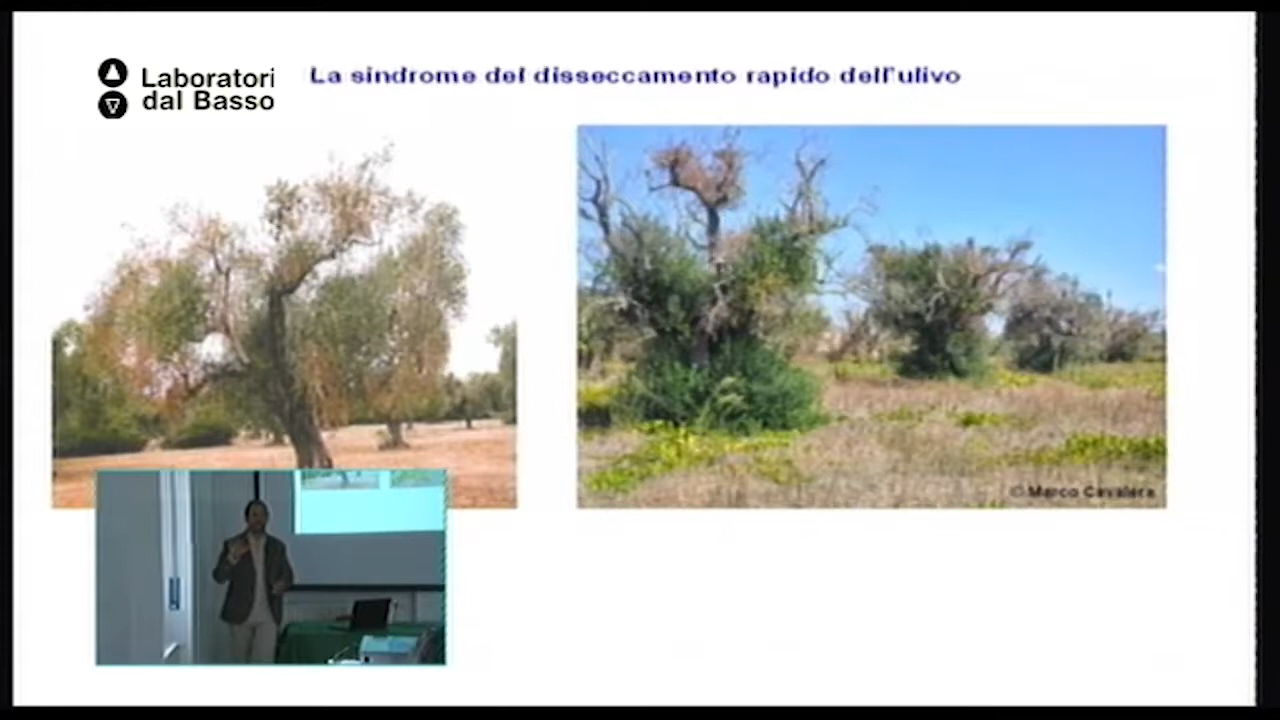 Laboratori
dal Basso
La sindrome del disseccamento rapido dell'ulivo
© Marco Cavalera